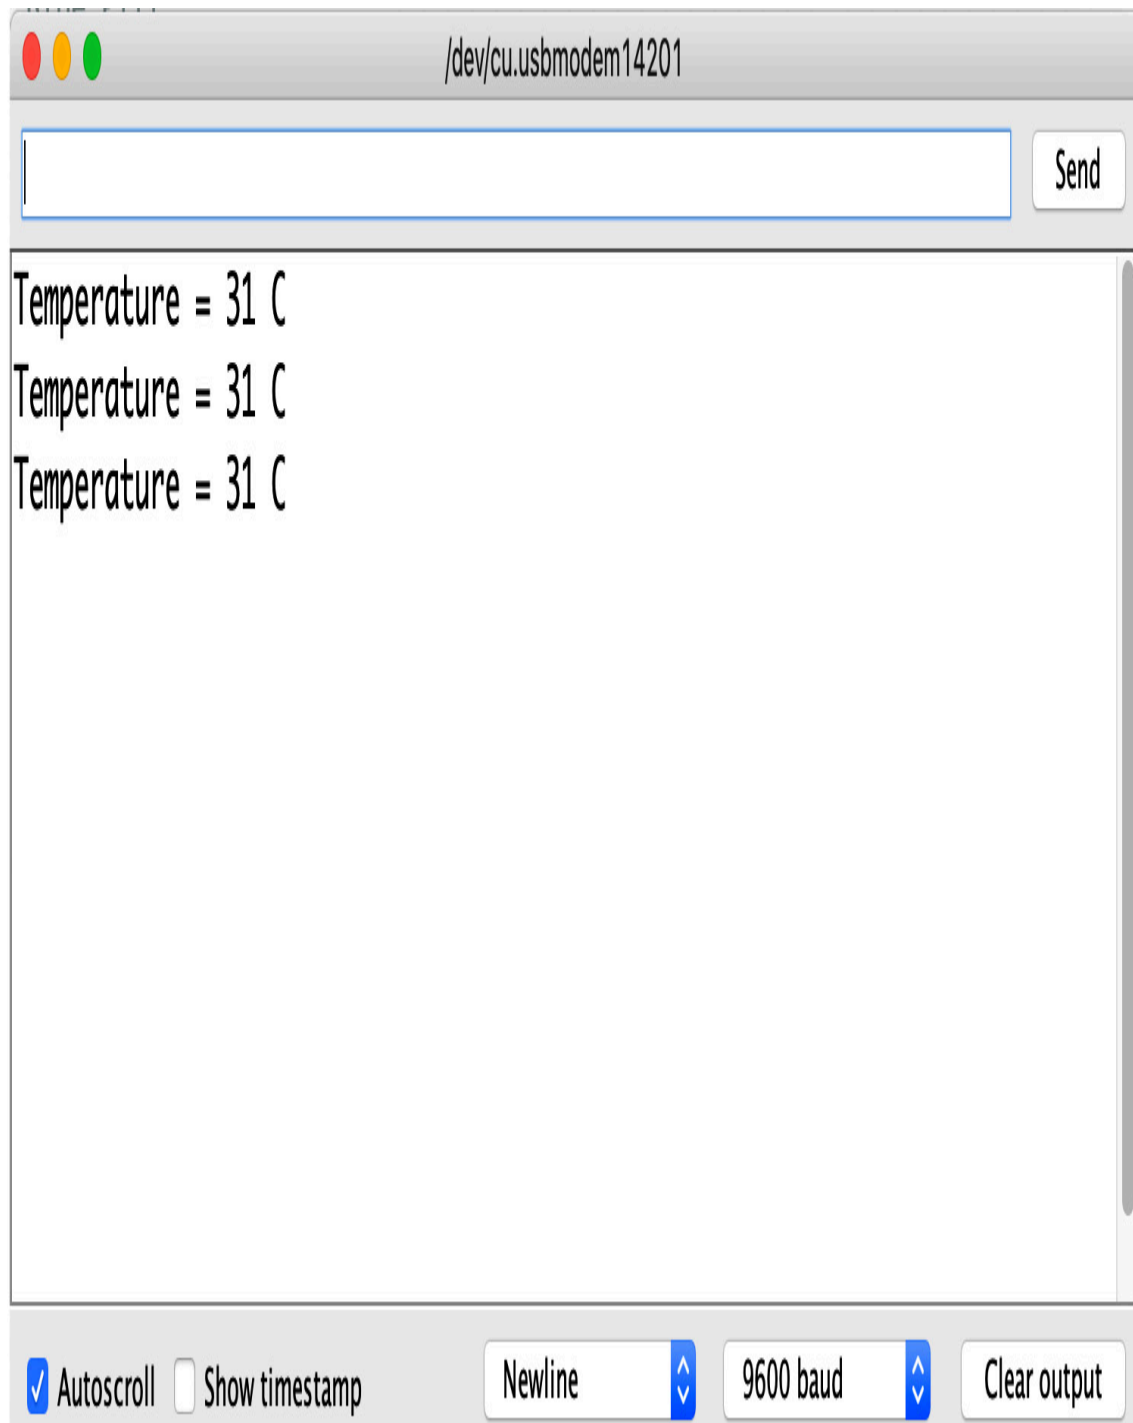 /dev/cu.usbmodem14201
Send
Temperature = 31 C
Temperature = 31 C
Temperature = 31 C
Autoscroll Show timestamp Newline 9600 baud Clear output